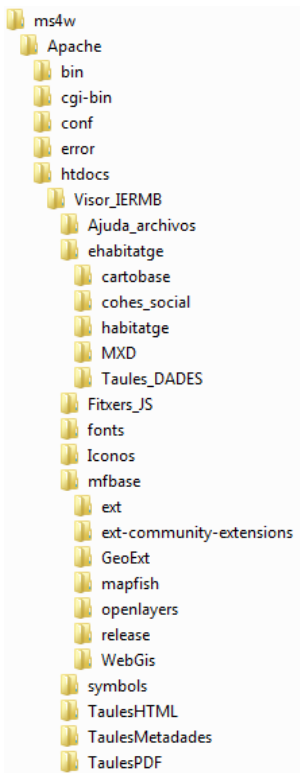 ms4w
Apache
bin
cgi-bin
conf
error
htdocs
Visor_IERMB
Ajuda_archivos
ehabitatge
cartobase
cohes_social
habitatge
MXD
Taules_DADES
Fitxers_JS
fonts
Iconos
mfbase
ext
ext-community-extensions
GeoExt
mapfish
openlayers
release
WebGis
symbols
TaulesHTML
TaulesMetadades
TaulesPDF